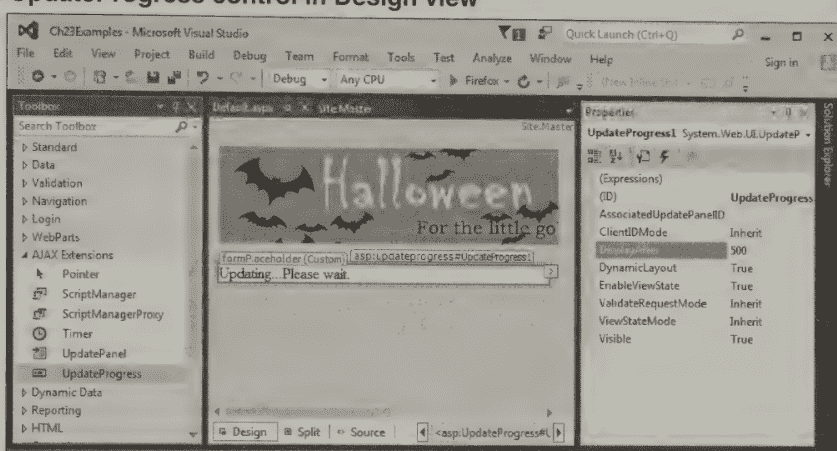 UpdateProgress control in Design view
Ch23Examples - Microsoft Visual Studio
Quick Launch (Ctrl+Q)
File Edit View Project Build Debug Team Format Tools Test Analyze Window Help
Sign in
Debug Any CPU Firefox
Toolbox
Search Toolbox
Standard
Data
Validation
Navigation
Login
WebParts
AJAX Extensions
Pointer
ScriptManager
ScriptManagerProxy
Timer
UpdatePanel
UpdateProgress
Dynamic Data
Reporting
HTML
Default.aspx Site.Master
Site.Master
Halloween
For the little go
formPlaceholder (Custom) asp:updateprogress#UpdateProgress1
Updating...Please wait.
Design Split Source <asp:UpdateProgress#U
Properties
UpdateProgress1 System.Web.UI.UpdateP
(Expressions)
(ID) UpdateProgress
AssociatedUpdatePanelID
ClientIDMode Inherit
500
DynamicLayout True
EnableViewState True
ValidateRequestMode Inherit
ViewStateMode Inherit
Visible True
Solution Explorer